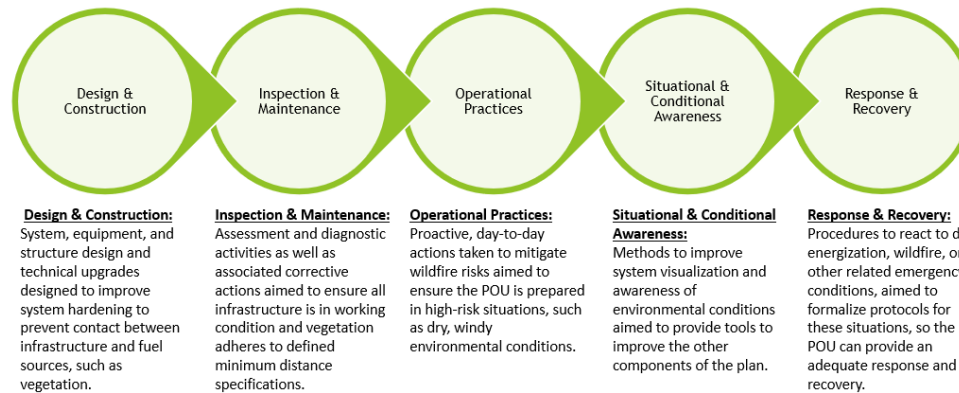 Design &
Construction
Inspection &
Maintenance
Operational
Practices
Situational &
Conditional
Awareness
Response &
Recovery
Design & Construction:
System, equipment, and
structure design and
technical upgrades
designed to improve
system hardening to
prevent contact between
infrastructure and fuel
sources, such as
vegetation.
Inspection & Maintenance:
Assessment and diagnostic
activities as well as
associated corrective
actions aimed to ensure all
infrastructure is in working
condition and vegetation
adheres to defined
minimum distance
specifications.
Operational Practices:
Proactive, day-to-day
actions taken to mitigate
wildfire risks aimed to
ensure the POU is prepared
in high-risk situations, such
as dry, windy
environmental conditions.
Situational & Conditional
Awareness:
Methods to improve
system visualization and
awareness of
environmental conditions
aimed to provide tools to
improve the other
components of the plan.
Response & Recovery:
Procedures to react to
energization, wildfire,
other related emergency
conditions, aimed to
formalize protocols for
these situations, so the
POU can provide an
adequate response and
recovery.